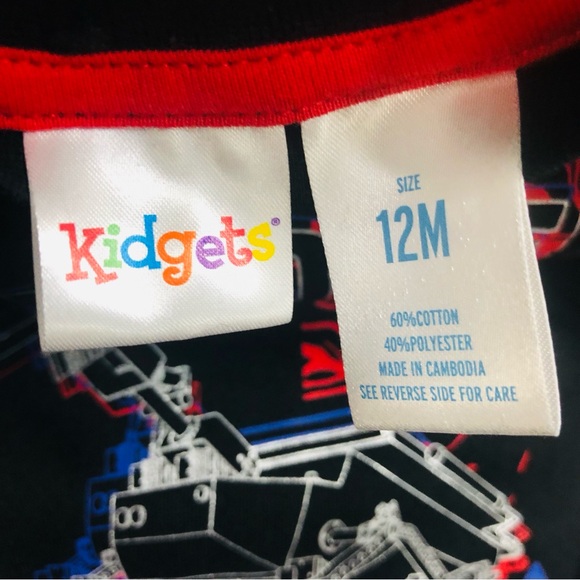 Kidgets®
SIZE
12M
60%COTTON
40%POLYESTER
MADE IN CAMBODIA
SEE REVERSE SIDE FOR CARE